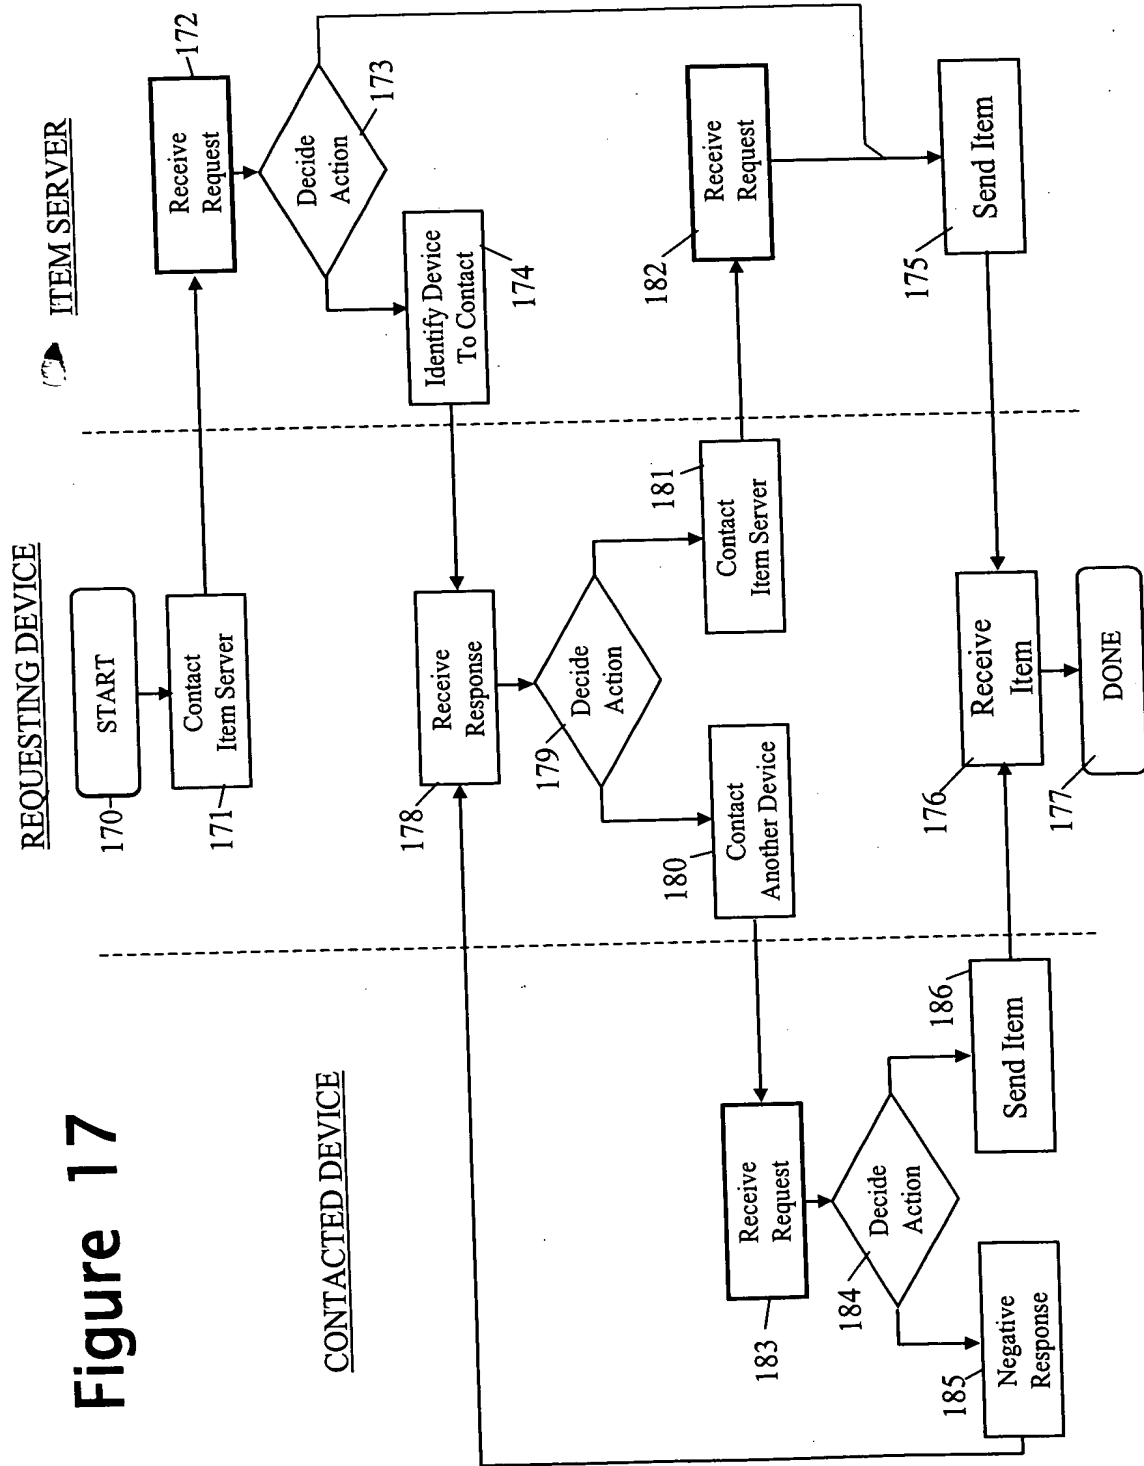 Figure 17
CONTACTED DEVICE
REQUESTING DEVICE
ITEM SERVER
START
170
Contact
Item Server
171
Receive
Request
172
Decide
Action
173
Identify Device
To Contact
174
Receive
Response
178
Decide
Action
179
Contact
Another Device
180
Contact
Item Server
181
Receive
Request
182
Receive
Request
183
Decide
Action
184
Negative
Response
185
Send Item
186
Receive
Item
176
Send Item
175
DONE
177